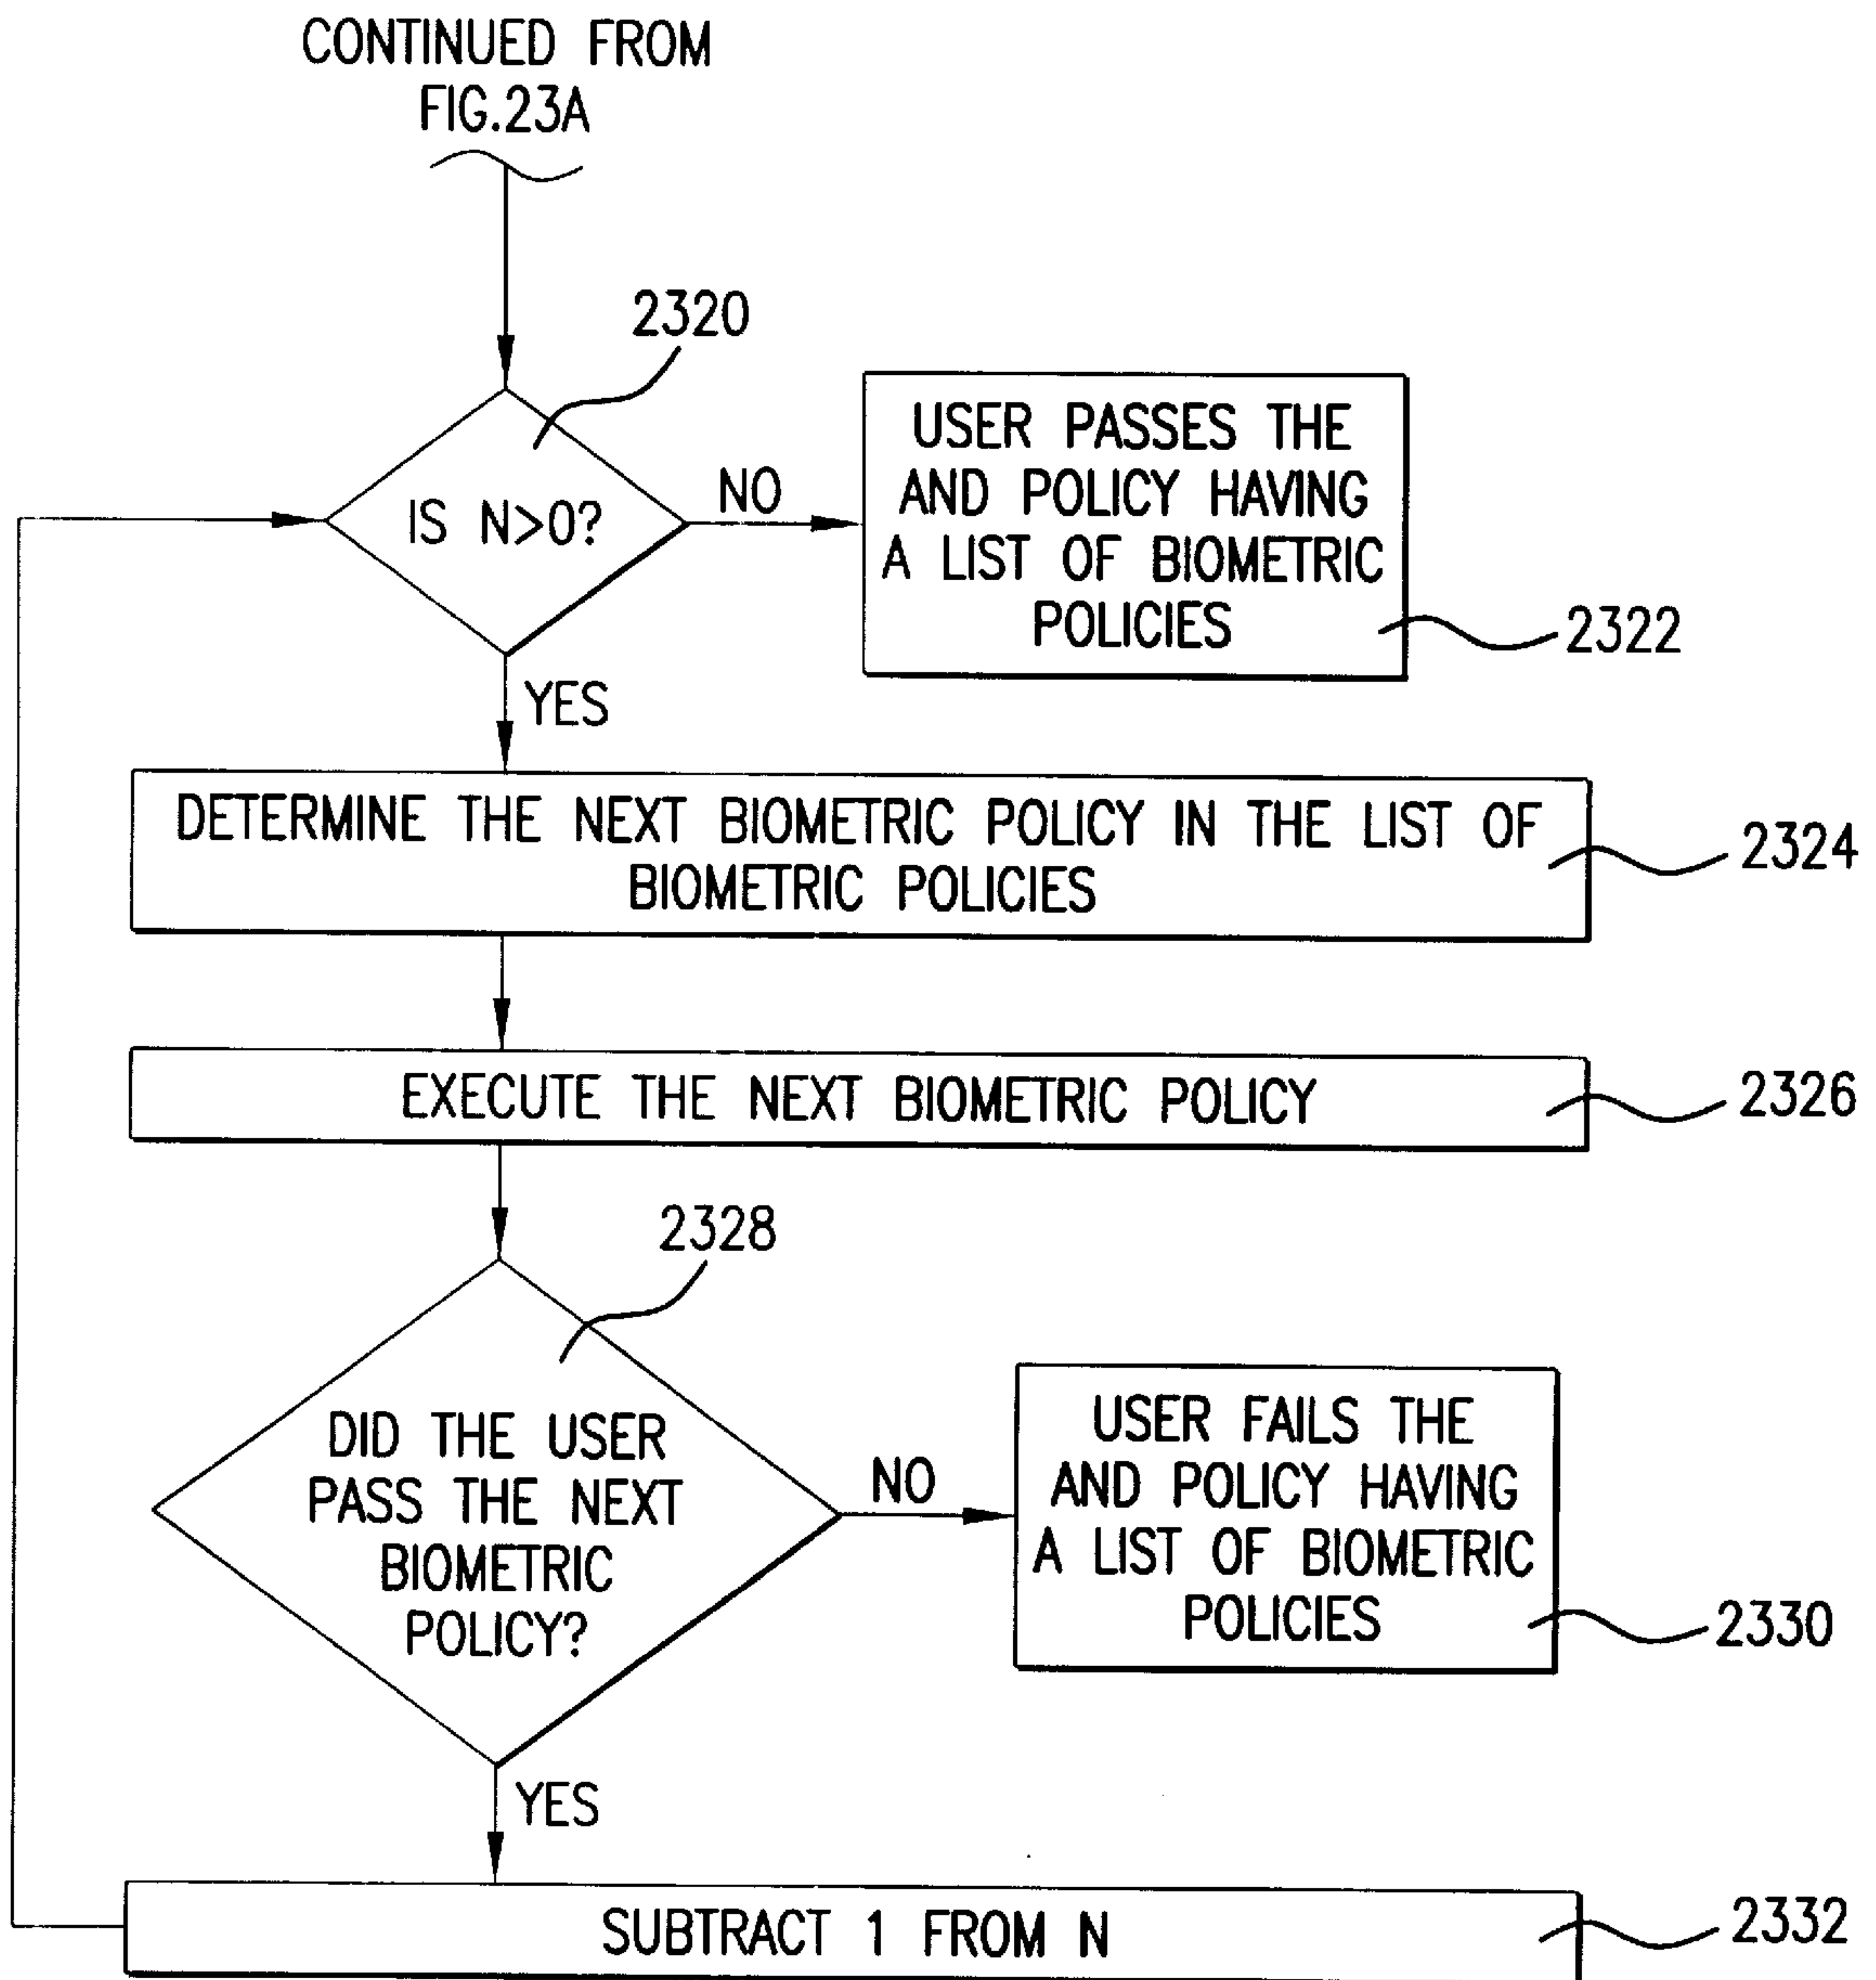 CONTINUED FROM
FIG.23A
2320
IS N>0?
NO
USER PASSES THE
AND POLICY HAVING
A LIST OF BIOMETRIC
POLICIES
2322
YES
DETERMINE THE NEXT BIOMETRIC POLICY IN THE LIST OF
BIOMETRIC POLICIES
2324
EXECUTE THE NEXT BIOMETRIC POLICY
2326
2328
DID THE USER
PASS THE NEXT
BIOMETRIC
POLICY?
NO
USER FAILS THE
AND POLICY HAVING
A LIST OF BIOMETRIC
POLICIES
2330
YES
SUBTRACT 1 FROM N
2332